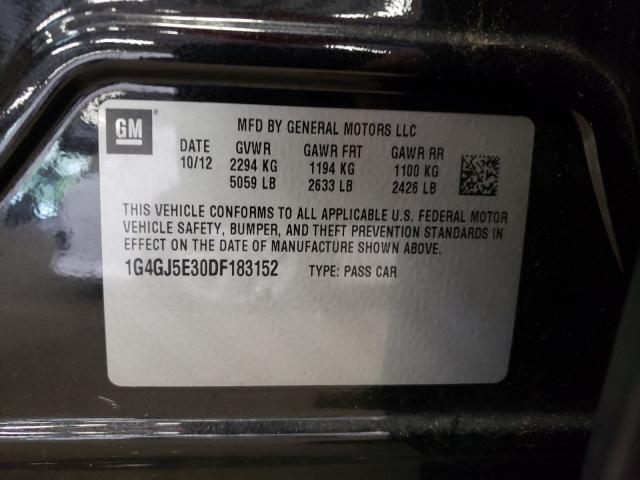 GM
MFD BY GENERAL MOTORS LLC
DATE GVWR GAWR FRT GAWR RR
10/12 2294 KG 1194 KG 1100 KG
5059 LB 2633 LB 2426 LB
THIS VEHICLE CONFORMS TO ALL APPLICABLE U.S. FEDERAL MOTOR
VEHICLE SAFETY, BUMPER, AND THEFT PREVENTION STANDARDS IN
EFFECT ON THE DATE OF MANUFACTURE SHOWN ABOVE.
1G4GJ5E30DF183152 TYPE: PASS CAR